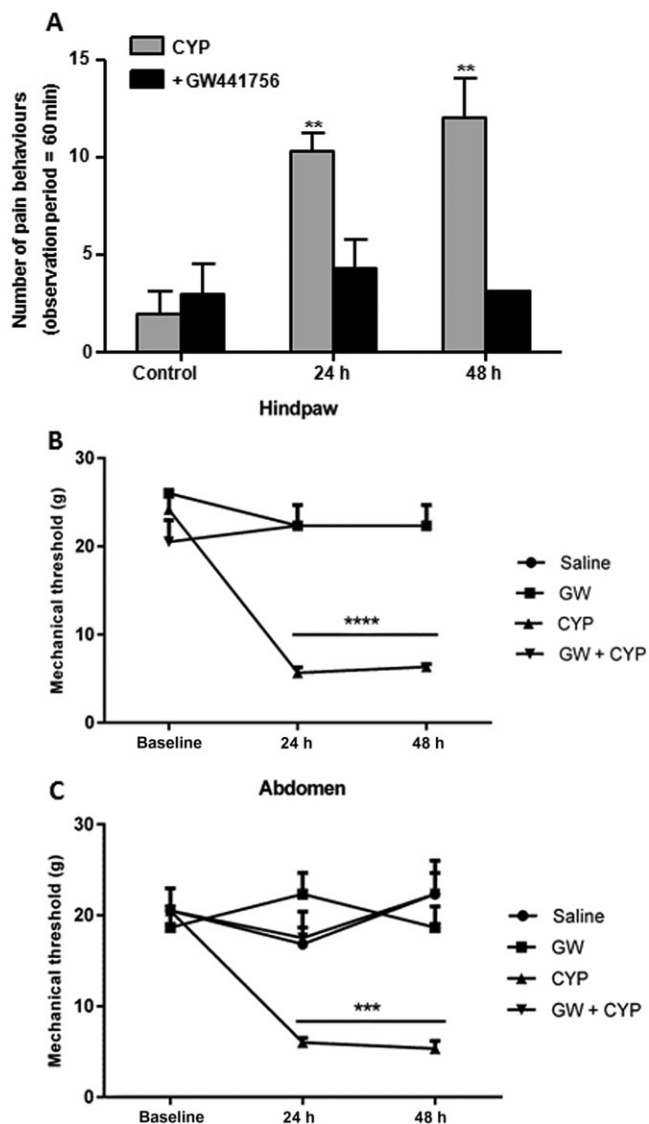 A
CYP
+ GW441756
Number of pain behaviours
(observation period = 60 min)
15
10
5
0
**
**
Control
24 h
48 h
Hindpaw
B
Mechanical threshold (g)
30
20
10
0
****
Baseline
24 h
48 h
Saline
GW
CYP
GW + CYP
Abdomen
C
Mechanical threshold (g)
30
20
10
0
***
Baseline
24 h
48 h
Saline
GW
CYP
GW + CYP